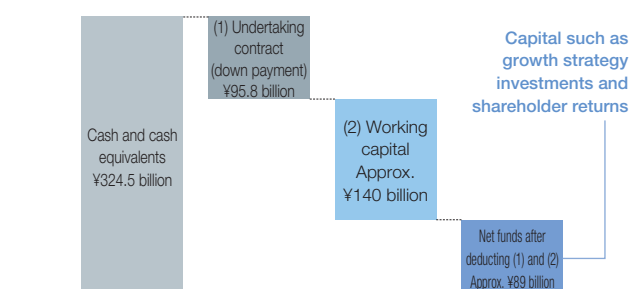 Cash and cash
equivalents
¥324.5 billion
(1) Undertaking
contract
(down payment)
¥95.8 billion
(2) Working
capital
Approx.
¥140 billion
Net funds after
deducting (1) and (2)
Approx. ¥89 billion
Capital such as
growth strategy
investments and
shareholder returns